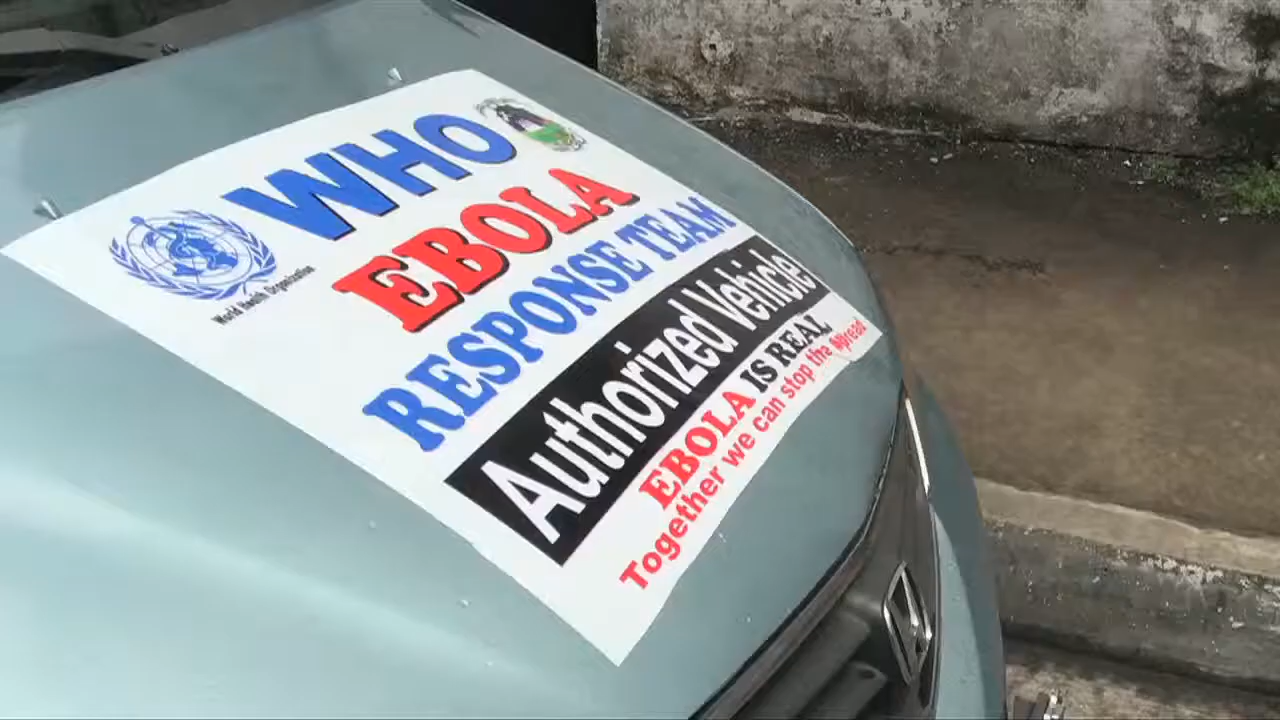 WHO
World Health Organization
EBOLA
RESPONSE TEAM
Authorized Vehicle
EBOLA IS REAL
Together we can stop the spread